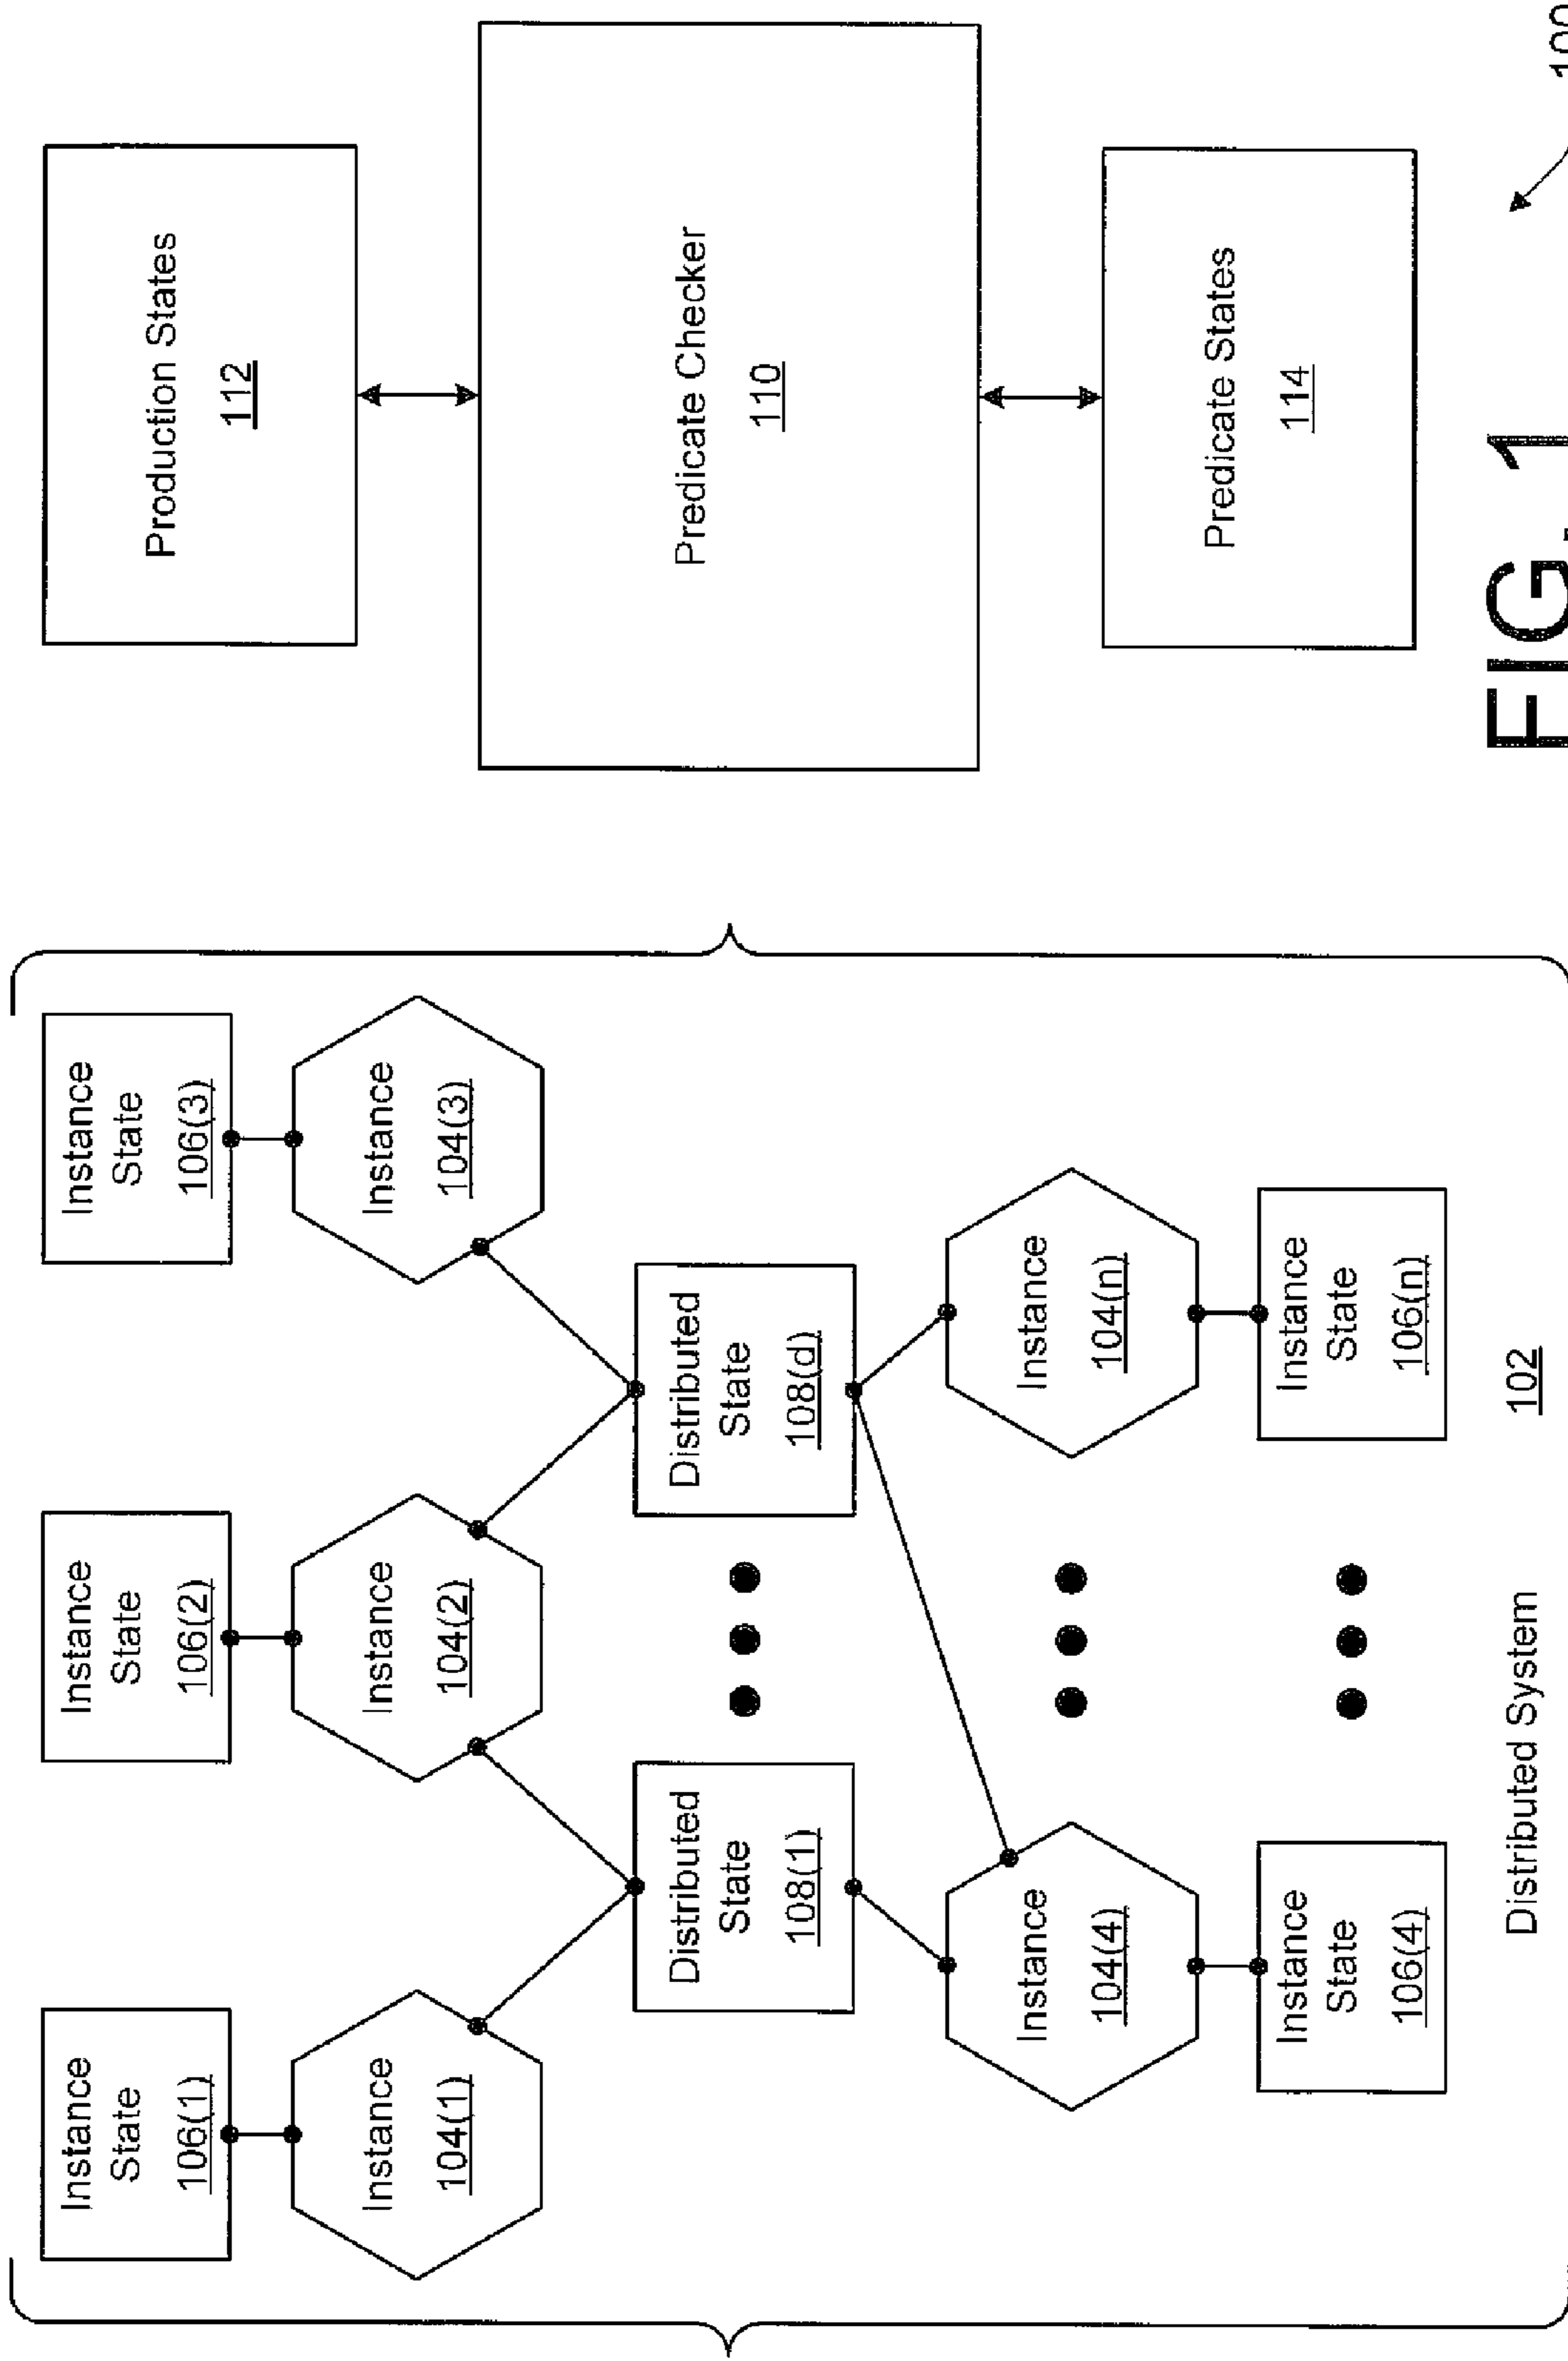 Instance
State
106(1)
Instance
State
106(2)
Instance
State
106(3)
Instance
104(1)
Instance
104(2)
Instance
104(3)
Distributed
State
108(1)
Distributed
State
108(d)
Instance
104(4)
Instance
104(n)
Instance
State
106(4)
Instance
State
106(n)
Distributed System 102
Production States
112
Predicate Checker
110
Predicate States
114
FIG. 1
100